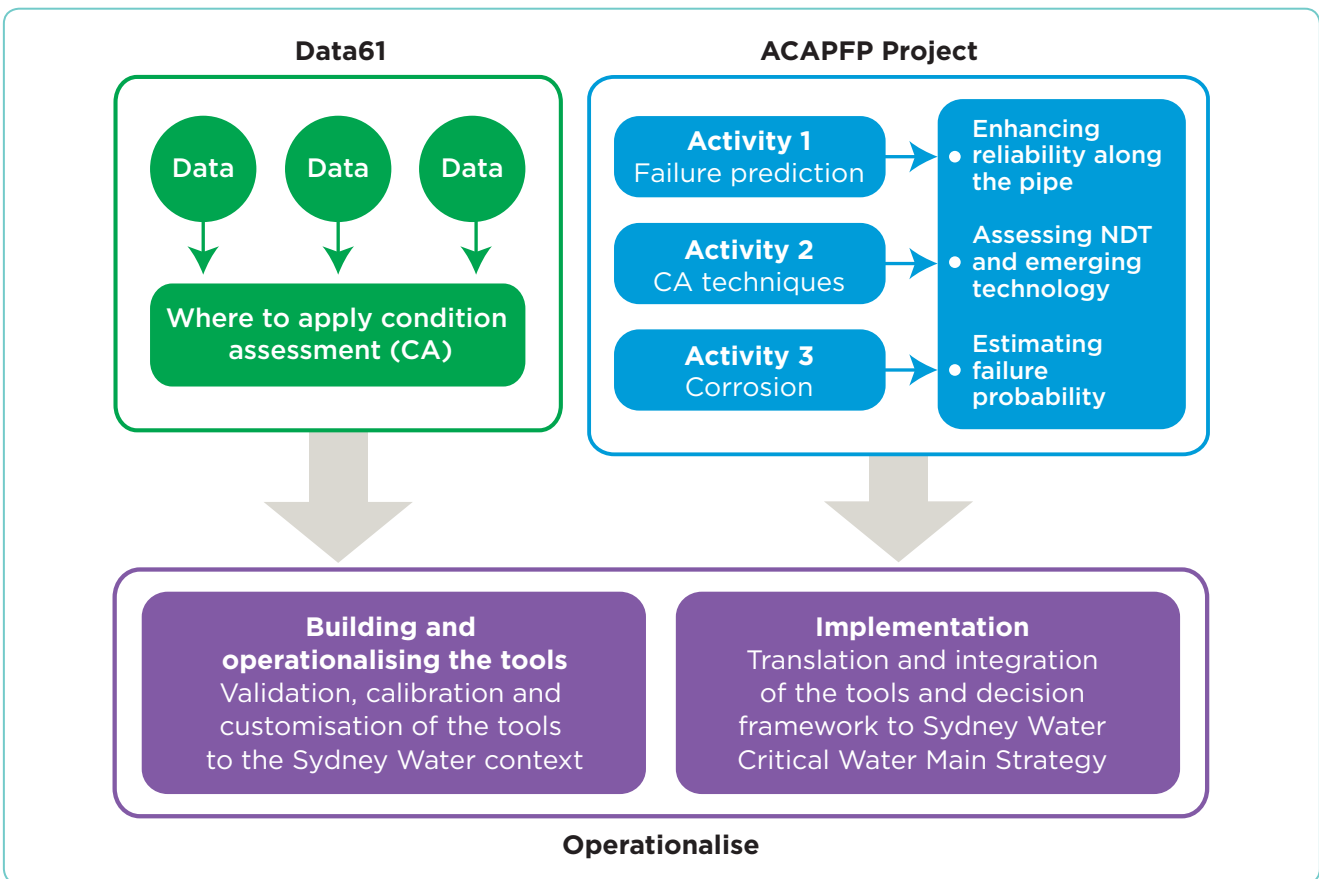 Data61
Data
Data
Data
Where to apply condition
assessment (CA)
ACAPFP Project
Activity 1
Failure prediction
Activity 2
CA techniques
Activity 3
Corrosion
• Enhancing
reliability along
the pipe
• Assessing NDT
and emerging
technology
• Estimating
failure
probability
Building and
operationalising the tools
Validation, calibration and
customisation of the tools
to the Sydney Water context
Implementation
Translation and integration
of the tools and decision
framework to Sydney Water
Critical Water Main Strategy
Operationalise